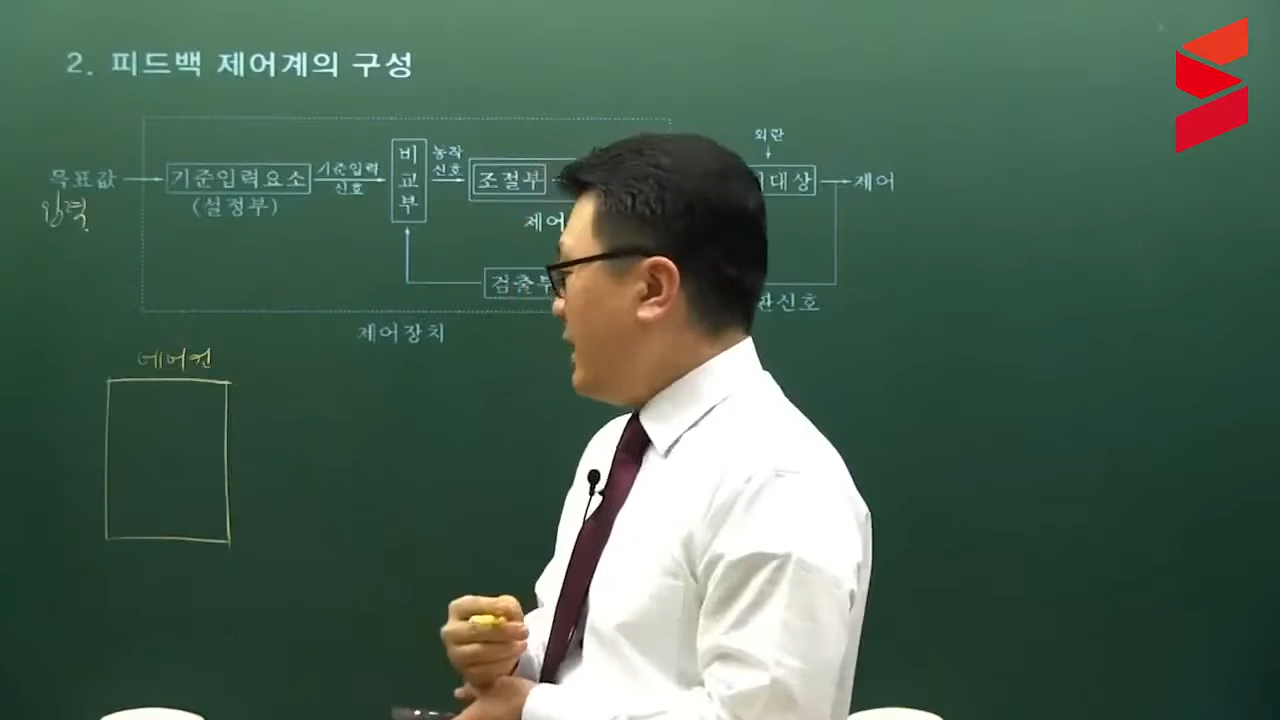 2. 피드백 제어계의 구성
외란
목표값
기준입력요소
기준입력
신호
비
교
부
동작
신호
조절부
대상
제어
(설정부)
입력
제어
검출부
신호
제어장치
에어컨